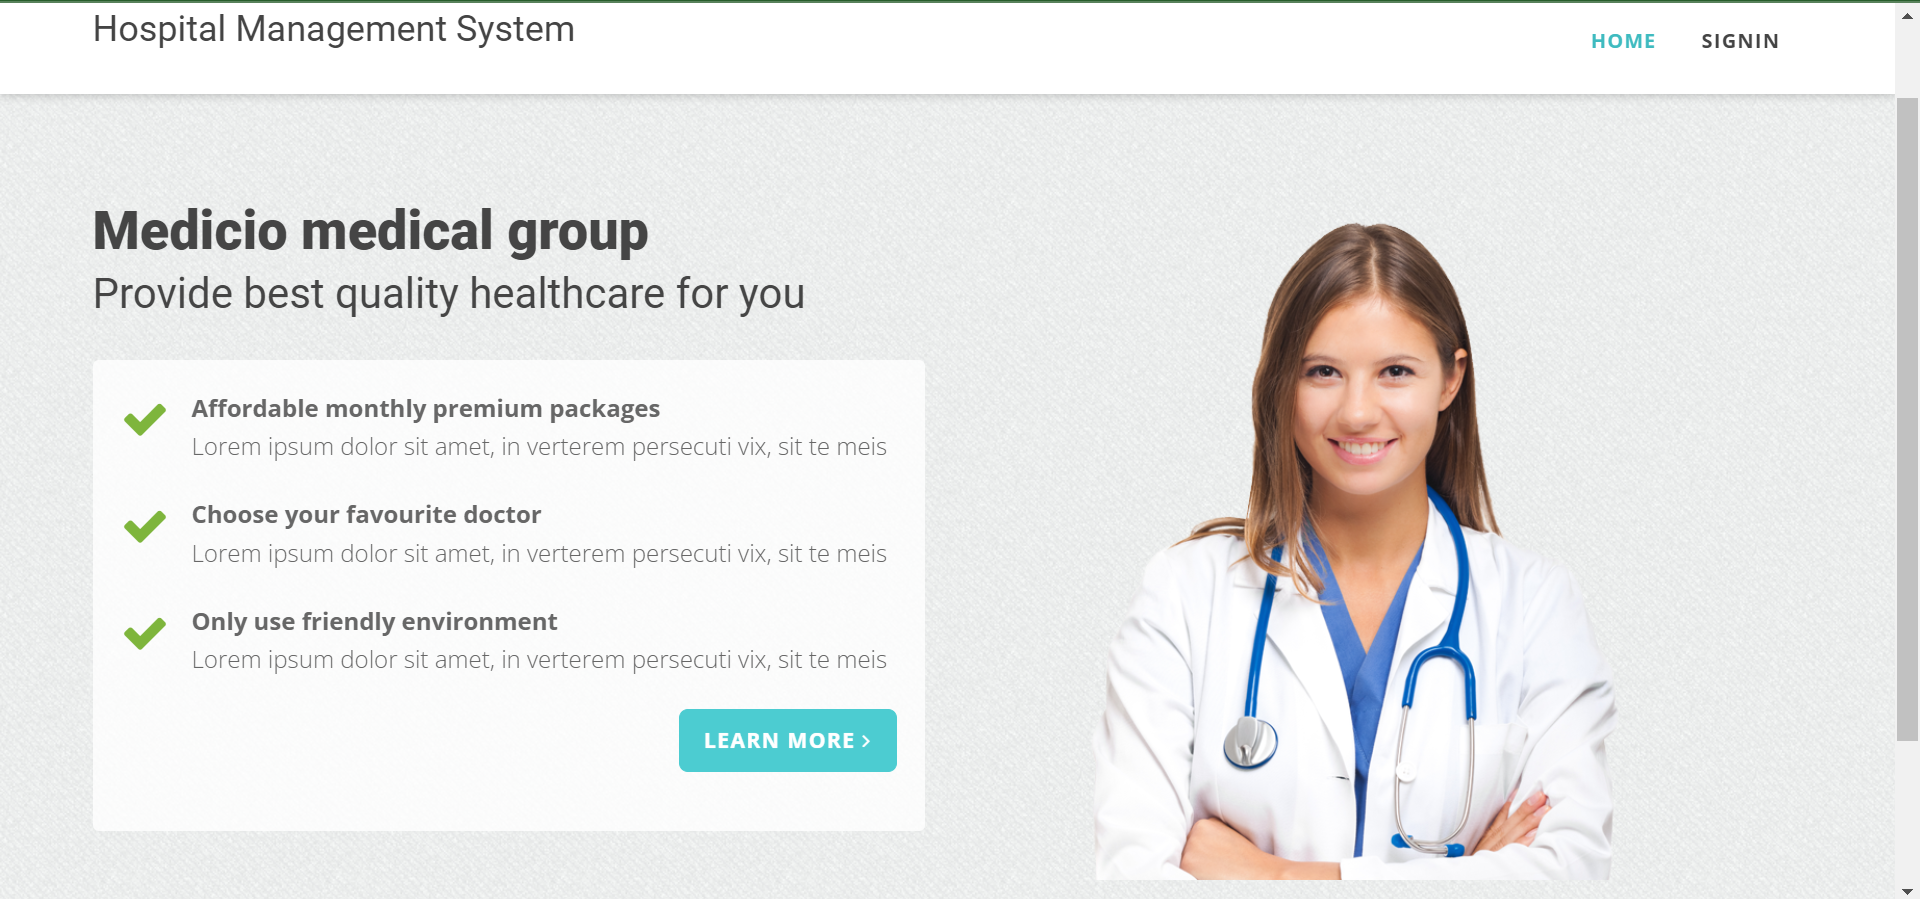 Hospital Management System
HOME SIGNIN
Medicio medical group
Provide best quality healthcare for you
Affordable monthly premium packages
Lorem ipsum dolor sit amet, in verterem persecuti vix, sit te meis
Choose your favourite doctor
Lorem ipsum dolor sit amet, in verterem persecuti vix, sit te meis
Only use friendly environment
Lorem ipsum dolor sit amet, in verterem persecuti vix, sit te meis
LEARN MORE >